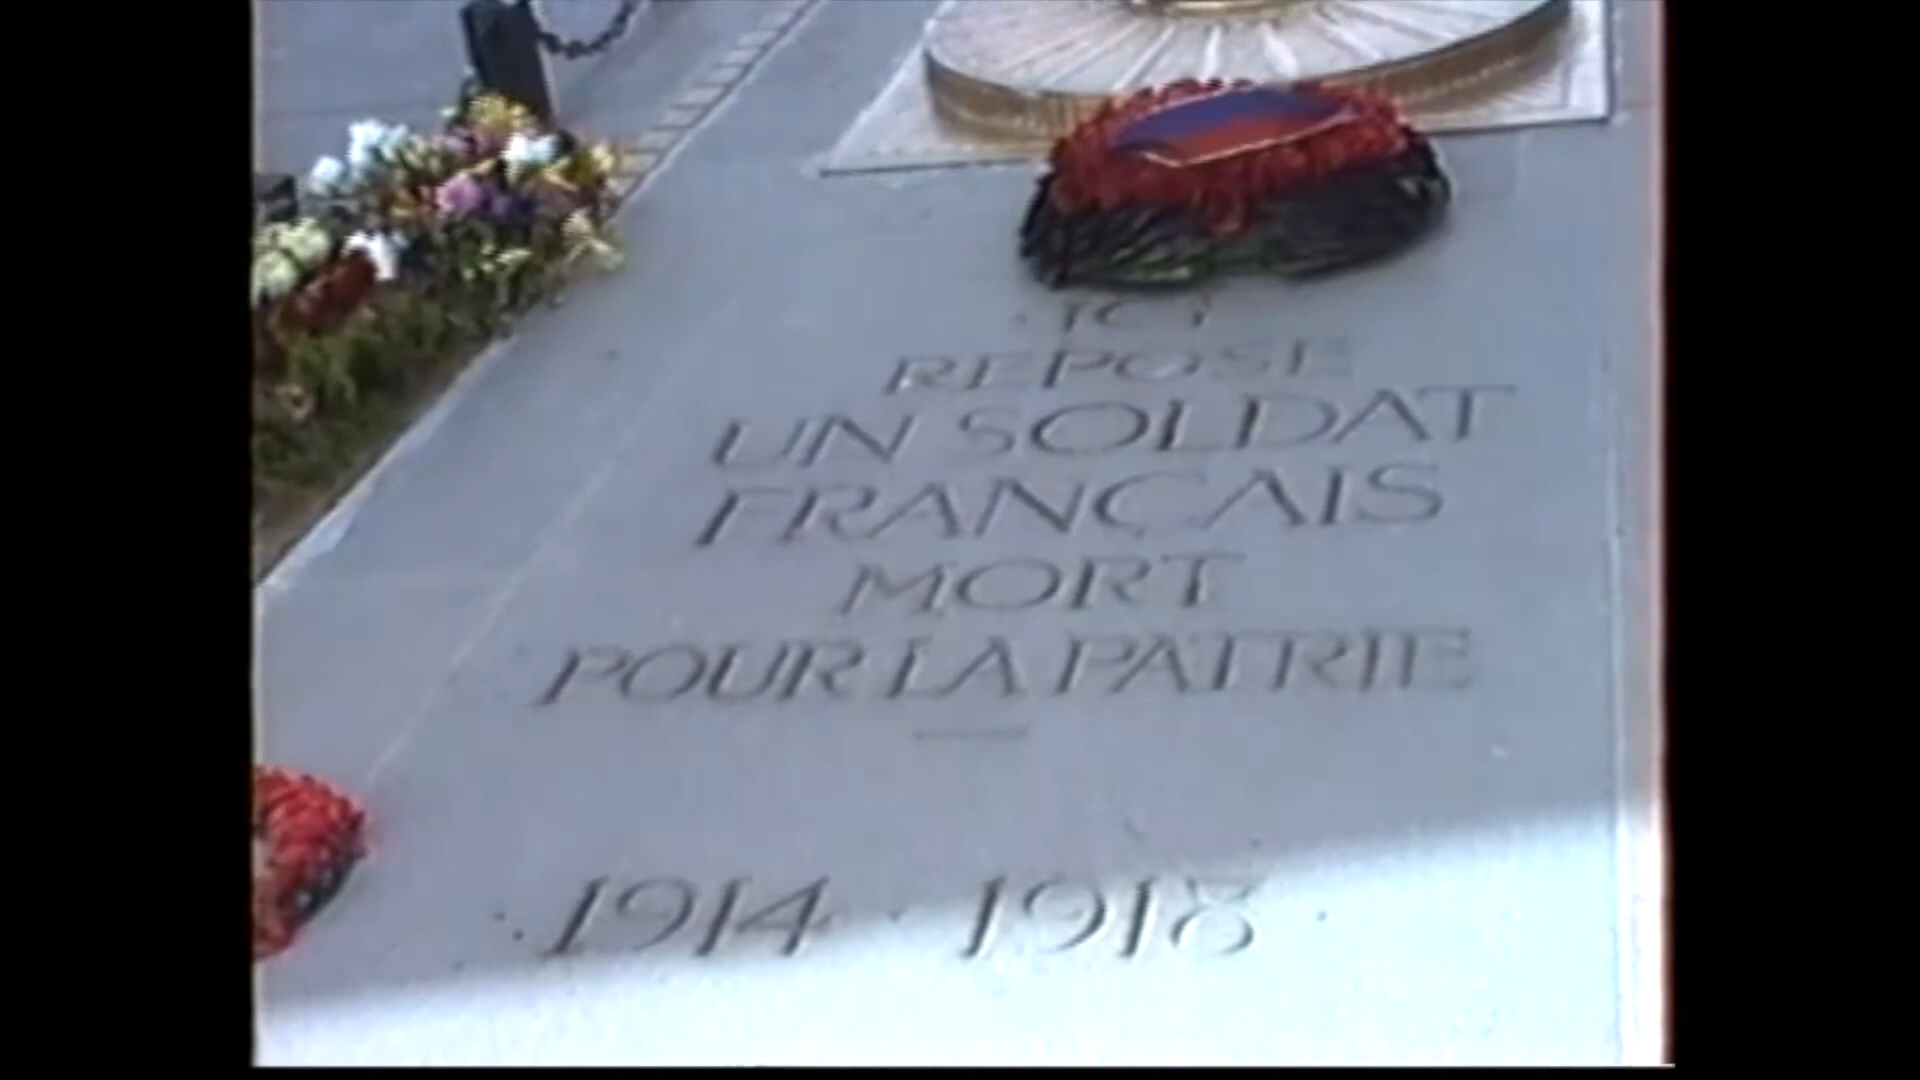 ICI
REPOSE
UN SOLDAT
FRANÇAIS
MORT
POUR LA PATRIE
1914 · 1918